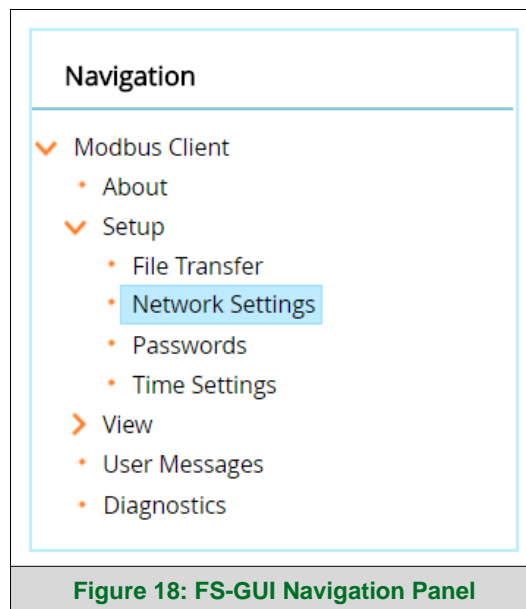 Navigation
Modbus Client
About
Setup
File Transfer
Network Settings
Passwords
Time Settings
View
User Messages
Diagnostics
Figure 18: FS-GUI Navigation Panel